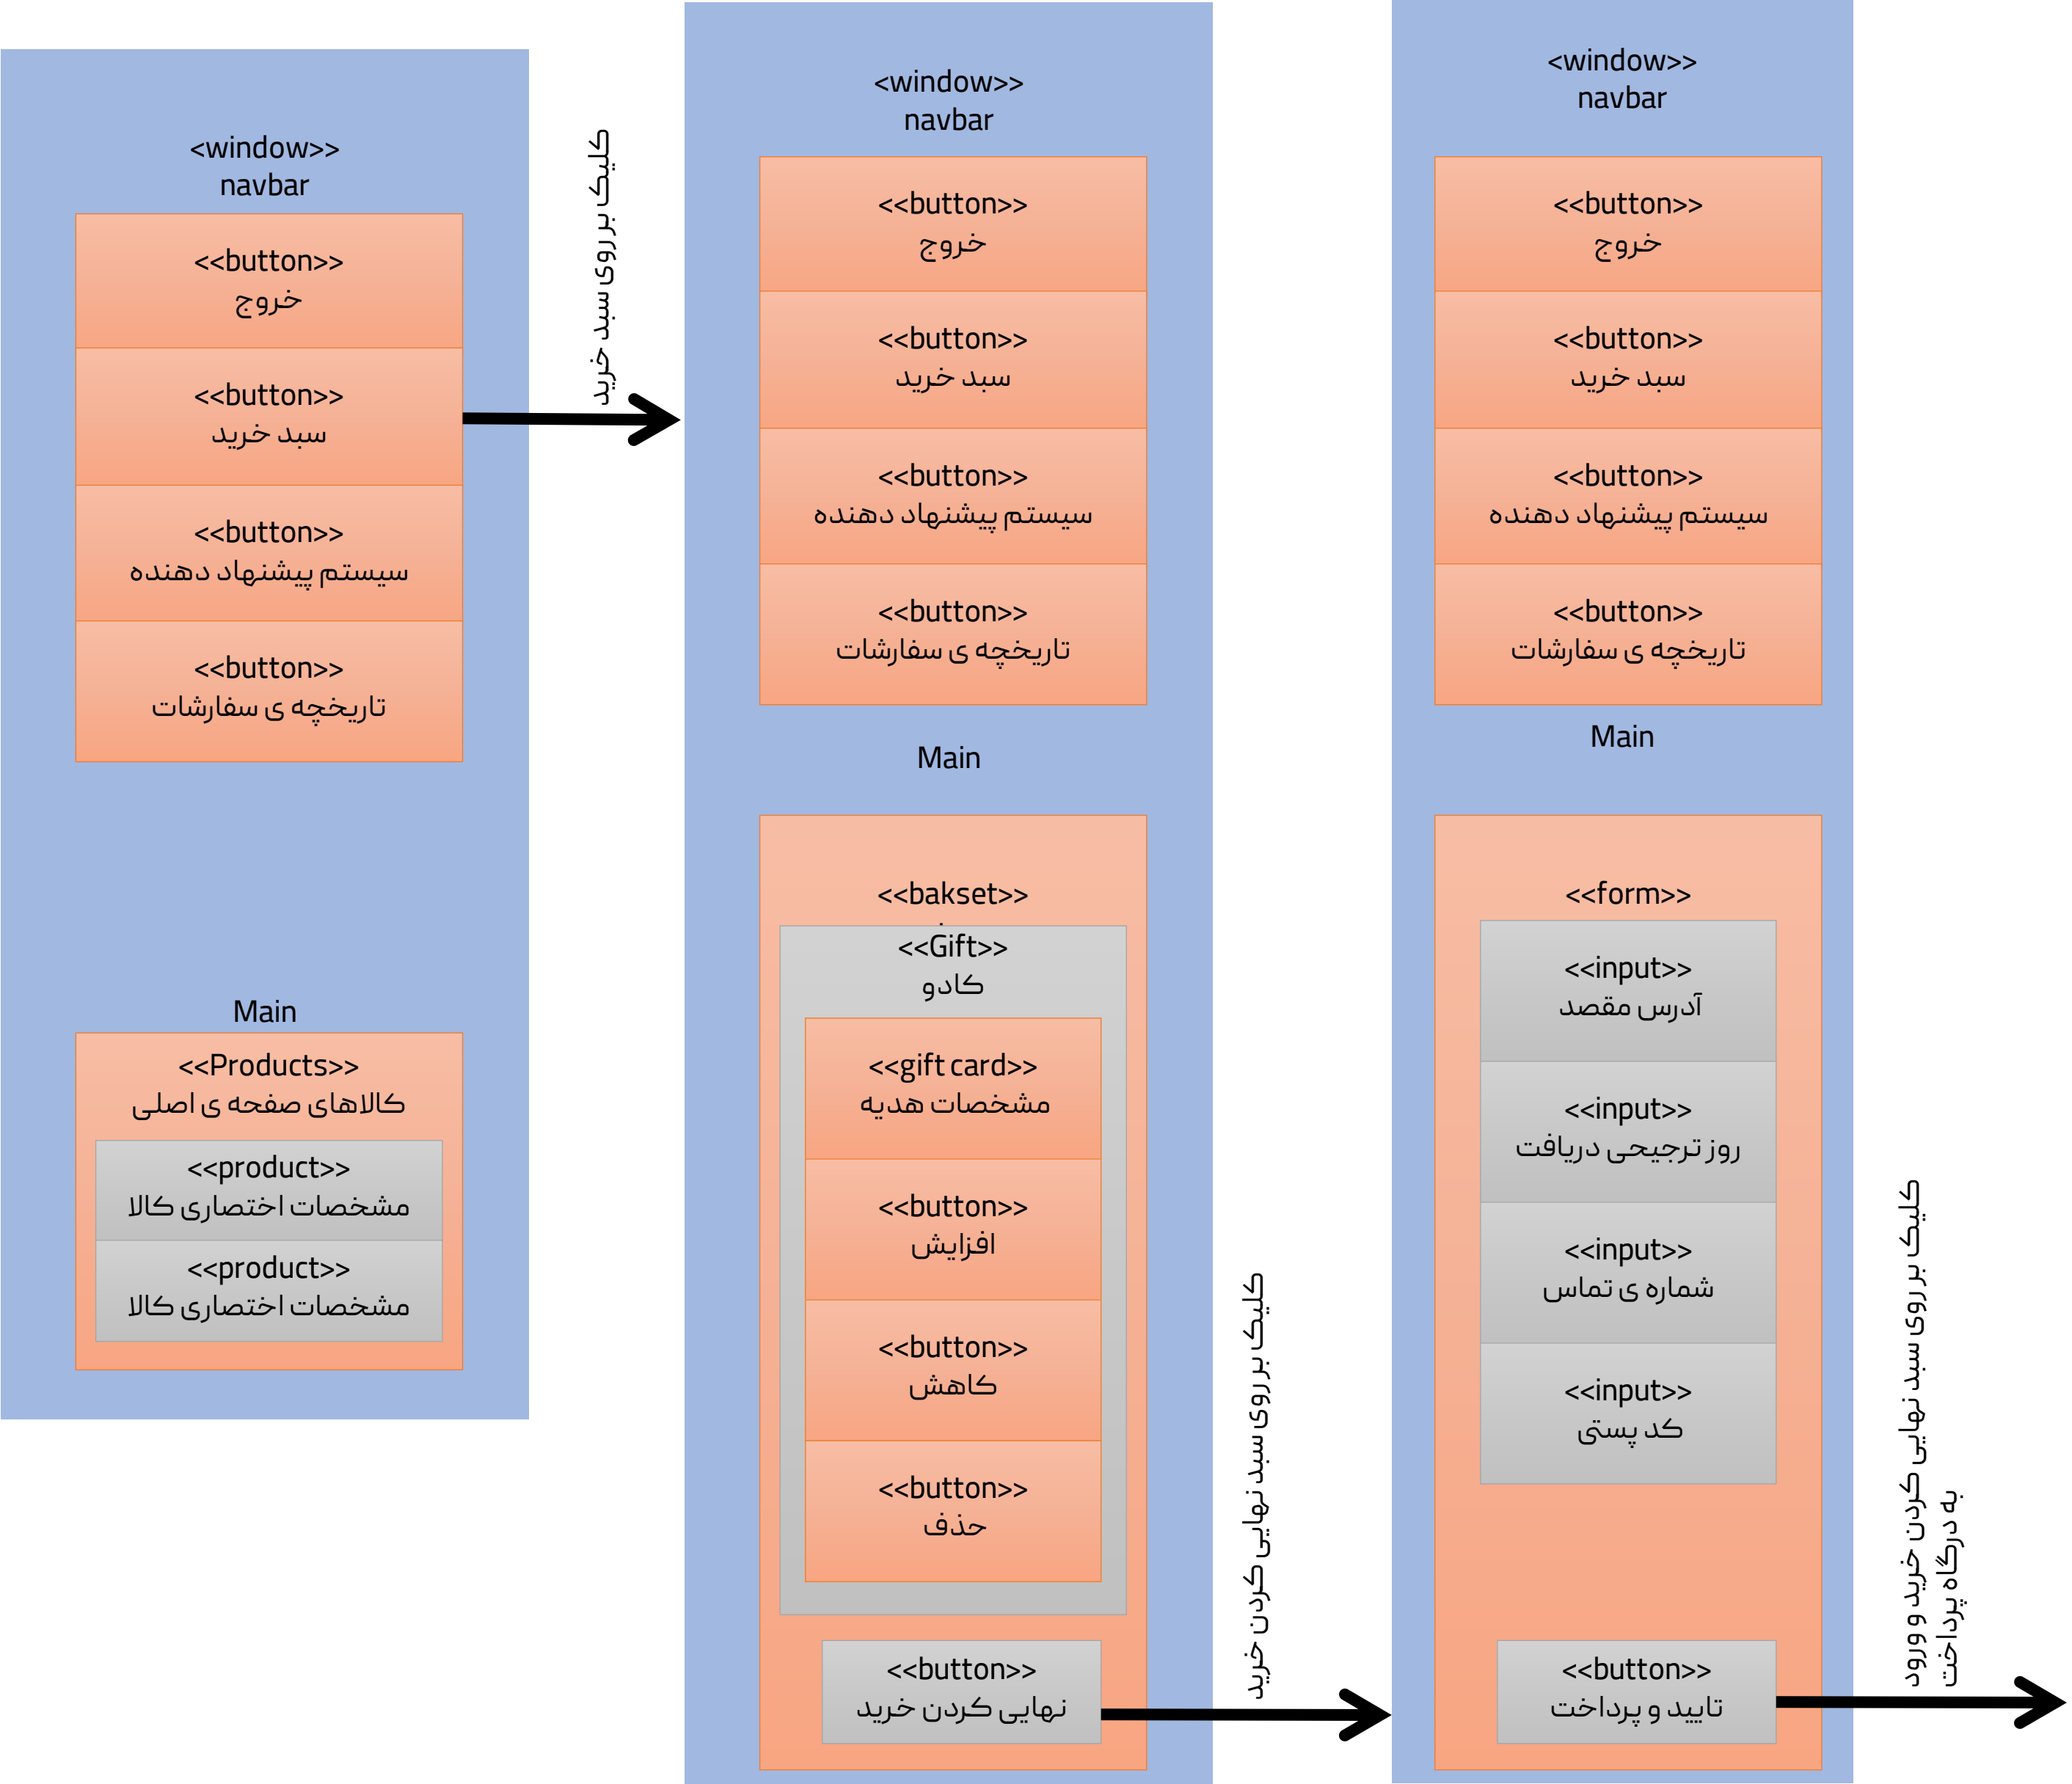 <window>>
navbar
<<button>>
خروج
<<button>>
سبد خرید
<<button>>
سیستم پیشنهاد دهنده
<<button>>
تاریخچه ی سفارشات
Main
<<Products>>
کالاهای صفحه ی اصلی
<<product>>
مشخصات اختصاری کالا
<<product>>
مشخصات اختصاری کالا
کلیک بر روی سبد خرید
<window>>
navbar
<<button>>
خروج
<<button>>
سبد خرید
<<button>>
سیستم پیشنهاد دهنده
<<button>>
تاریخچه ی سفارشات
Main
<<bakset>>
<<Gift>>
کادو
<<gift card>>
مشخصات هدیه
<<button>>
افزایش
<<button>>
کاهش
<<button>>
حذف
<<button>>
نهایی کردن خرید
کلیک بر روی سبد نهایی کردن خرید
<window>>
navbar
<<button>>
خروج
<<button>>
سبد خرید
<<button>>
سیستم پیشنهاد دهنده
<<button>>
تاریخچه ی سفارشات
Main
<<form>>
<<input>>
آدرس مقصد
<<input>>
روز ترجیحی دریافت
<<input>>
شماره ی تماس
<<input>>
کد پستی
<<button>>
تایید و پرداخت
کلیک بر روی سبد نهایی کردن خرید و ورود
به درگاه پرداخت